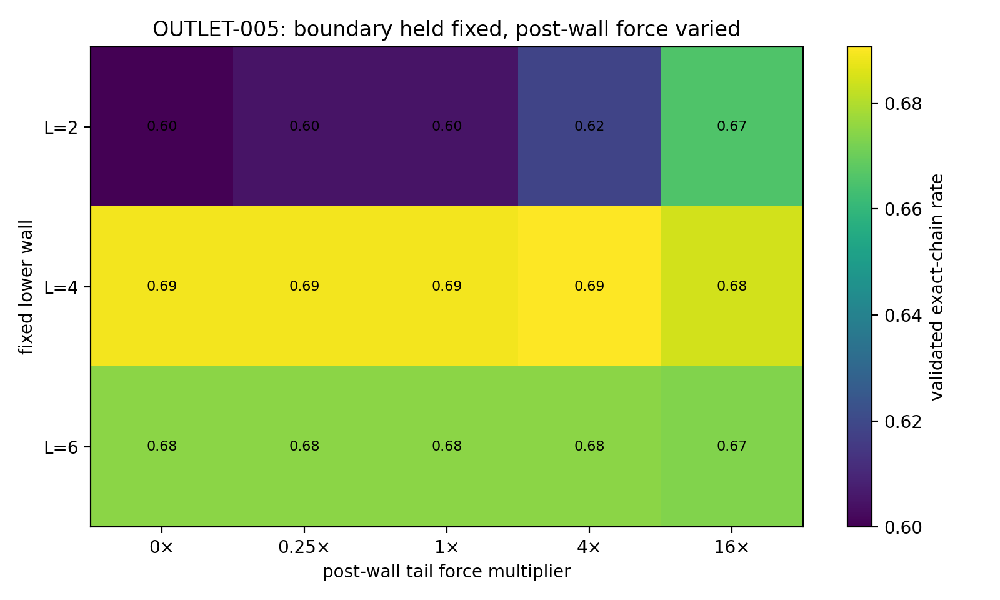 OUTLET-005: boundary held fixed, post-wall force varied
fixed lower wall
L=2
0.60 0.60 0.60 0.62 0.67
L=4
0.69 0.69 0.69 0.69 0.68
L=6
0.68 0.68 0.68 0.68 0.67
0× 0.25× 1× 4× 16×
post-wall tail force multiplier
0.68
0.66
0.64
0.62
0.60
validated exact-chain rate